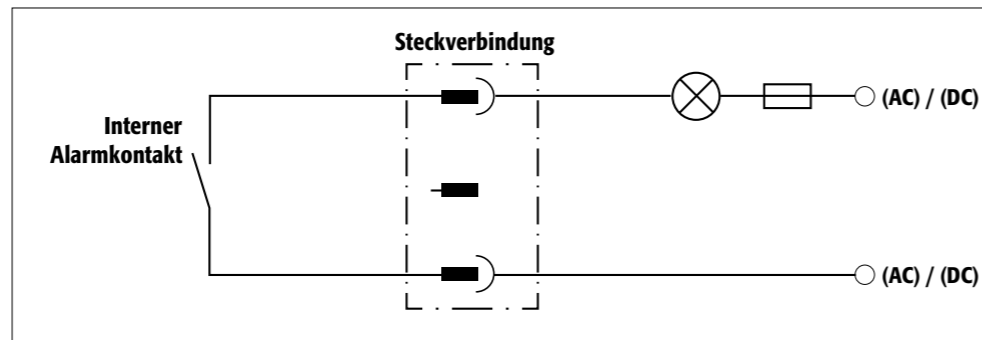 Steckverbindung
(AC) / (DC)
Interner
Alarmkontakt
(AC) / (DC)